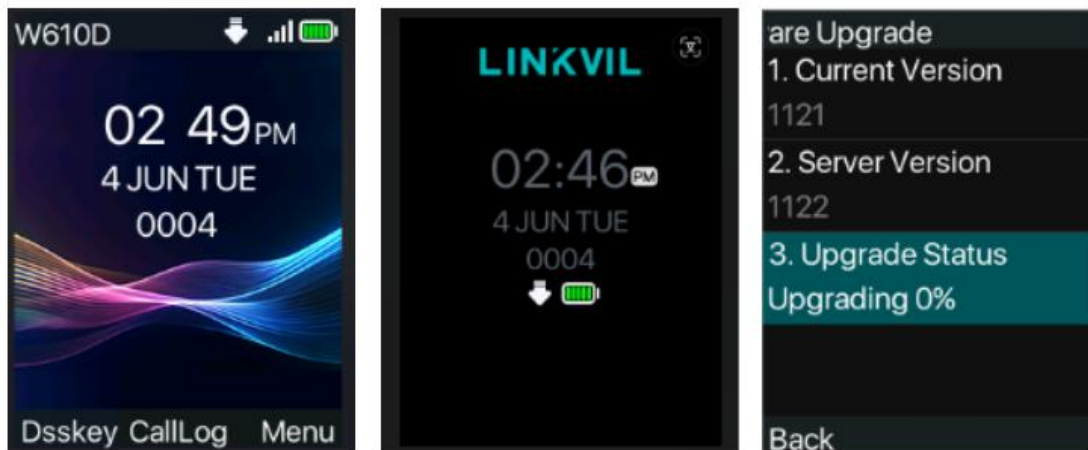 W610D
02 49PM
4 JUN TUE
0004
Dsskey CallLog Menu
LINKVIL
02:46PM
4 JUN TUE
0004
are Upgrade
1. Current Version
1121
2. Server Version
1122
3. Upgrade Status
Upgrading 0%
Back